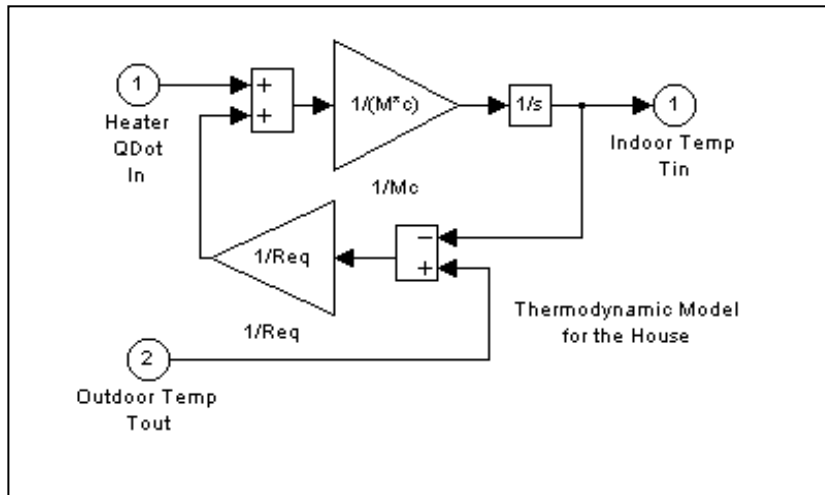 1
Heater
QDot
In
+
+
1/(M*c)
1/Mc
1/s
1
Indoor Temp
Tin
1/Req
1/Req
−
+
2
Outdoor Temp
Tout
Thermodynamic Model
for the House